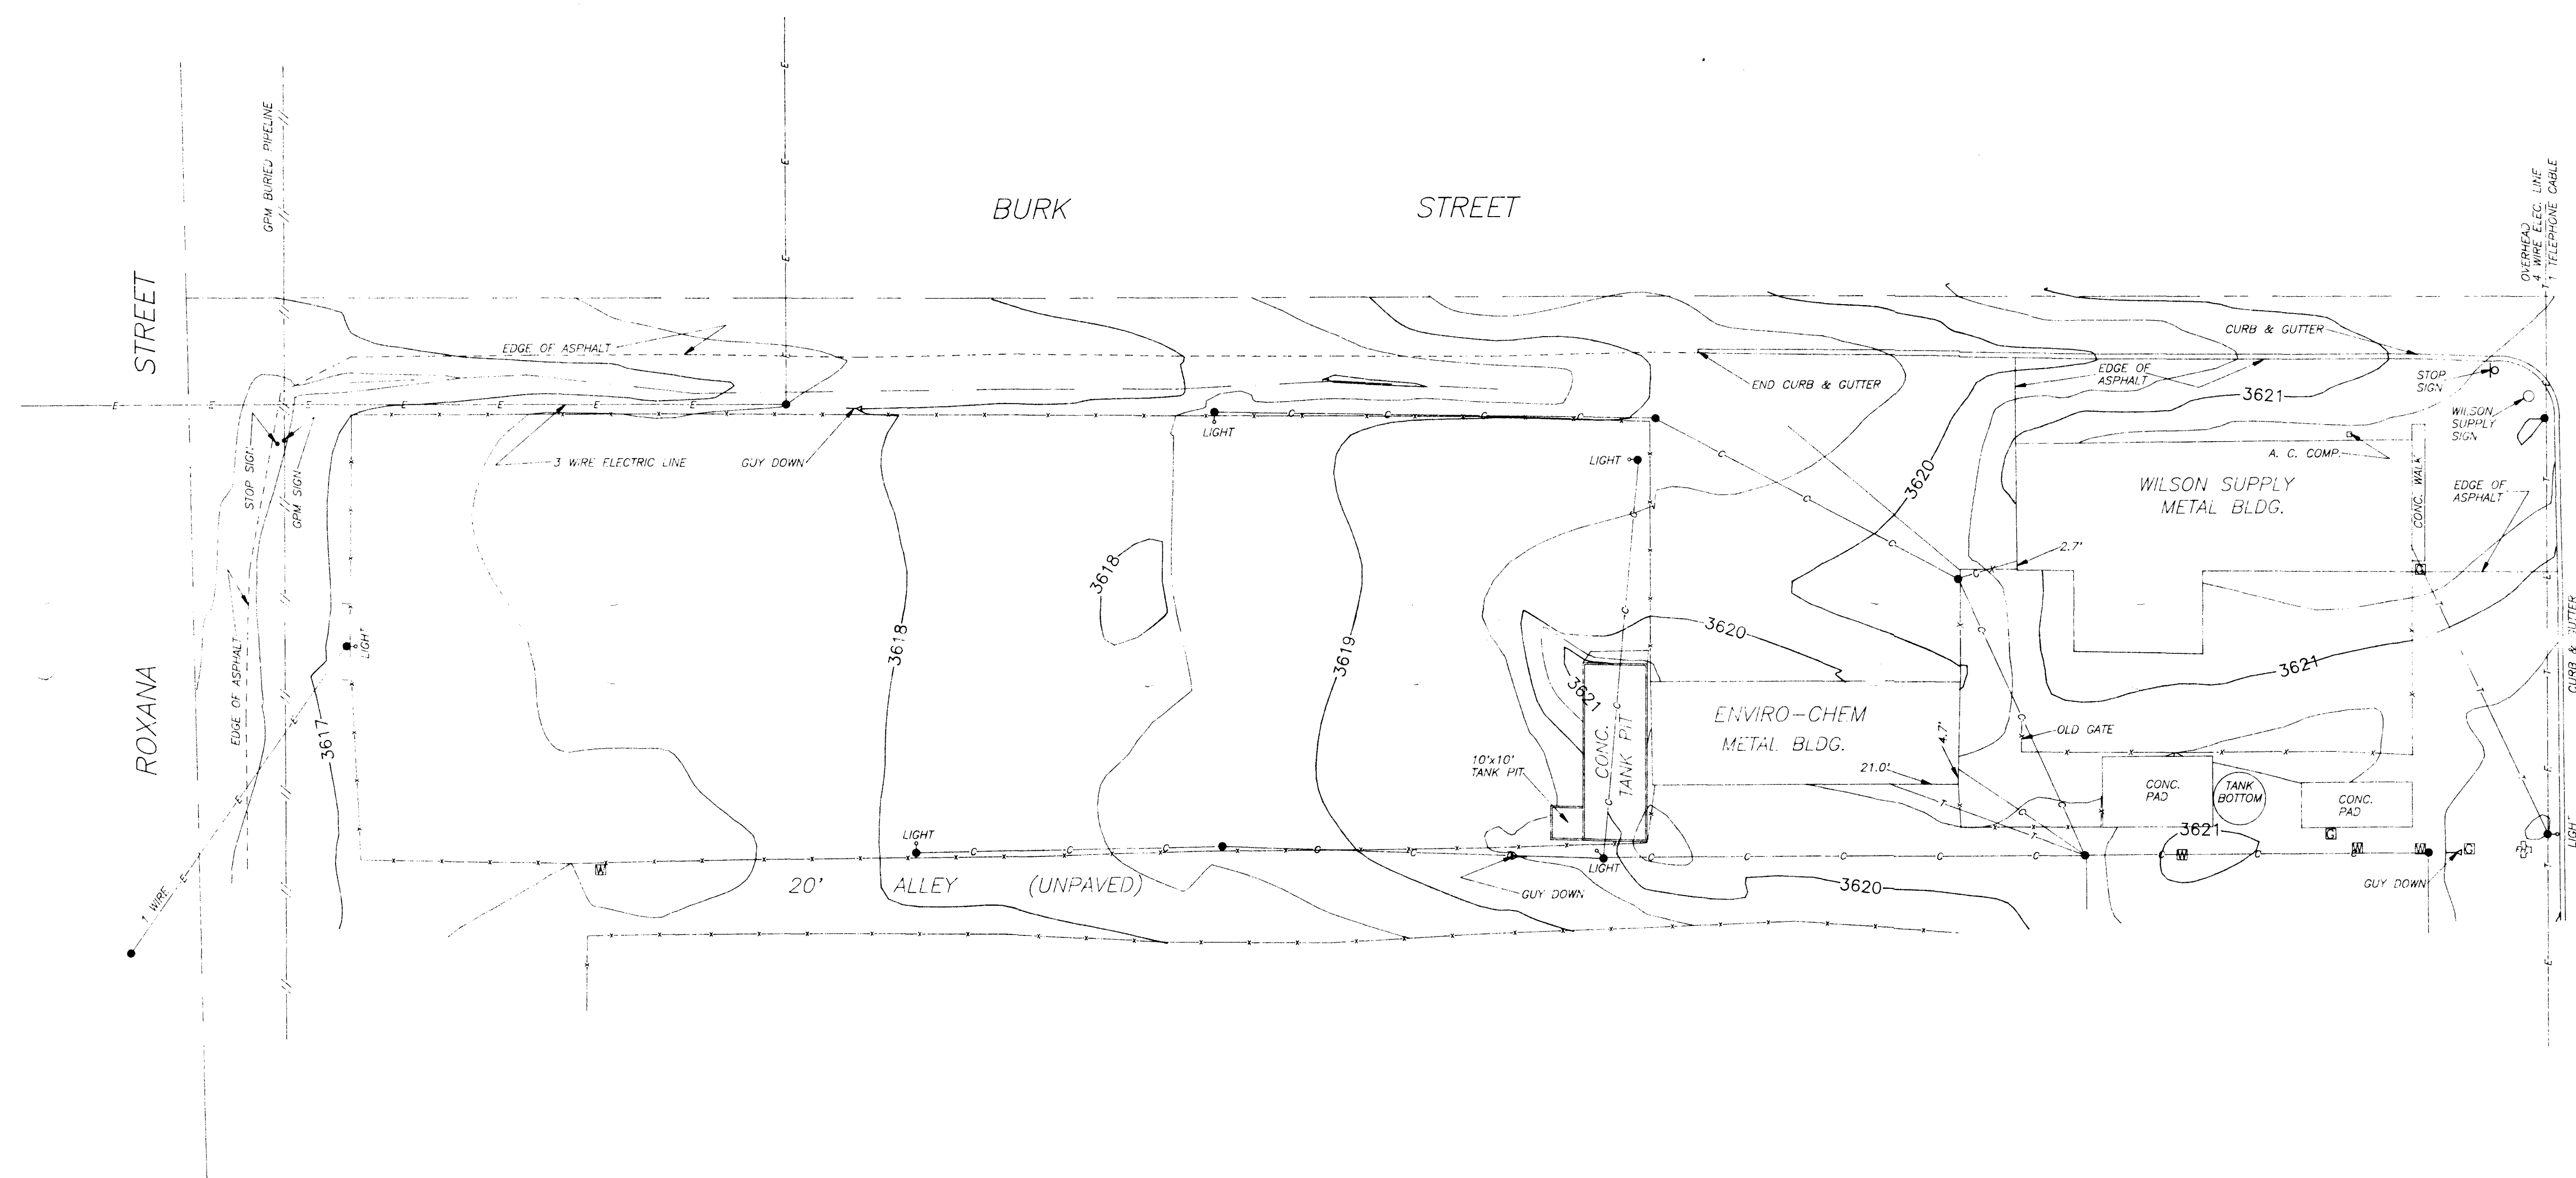 GPM BURIED PIPELINE
BURK STREET
OVERHEAD
4 WIRE ELEC. LINE
1 TELEPHONE CABLE
ROXANA STREET
EDGE OF ASPHALT
CURB & GUTTER
END CURB & GUTTER
EDGE OF
ASPHALT
STOP
SIGN
3621
WILSON
SUPPLY
SIGN
STOP SIGN
GPM SIGN
3 WIRE ELECTRIC LINE
GUY DOWN
LIGHT
LIGHT
A. C. COMP.
3620
WILSON SUPPLY
METAL BLDG.
CONC. WALK
EDGE OF
ASPHALT
2.7'
3618
LIGHT
EDGE OF ASPHALT
3618
3619
3620
3621
3621
CURB & GUTTER
3617
CONC.
TANK PIT
ENVIRO-CHEM
METAL BLDG.
4.7'
OLD GATE
10'x10'
TANK PIT
21.0'
CONC.
PAD
TANK
BOTTOM
CONC.
PAD
3621
LIGHT
G
LIGHT
W
W
W
W
G
LIGHT
20' ALLEY (UNPAVED)
GUY DOWN
3620
GUY DOWN
1 WIRE